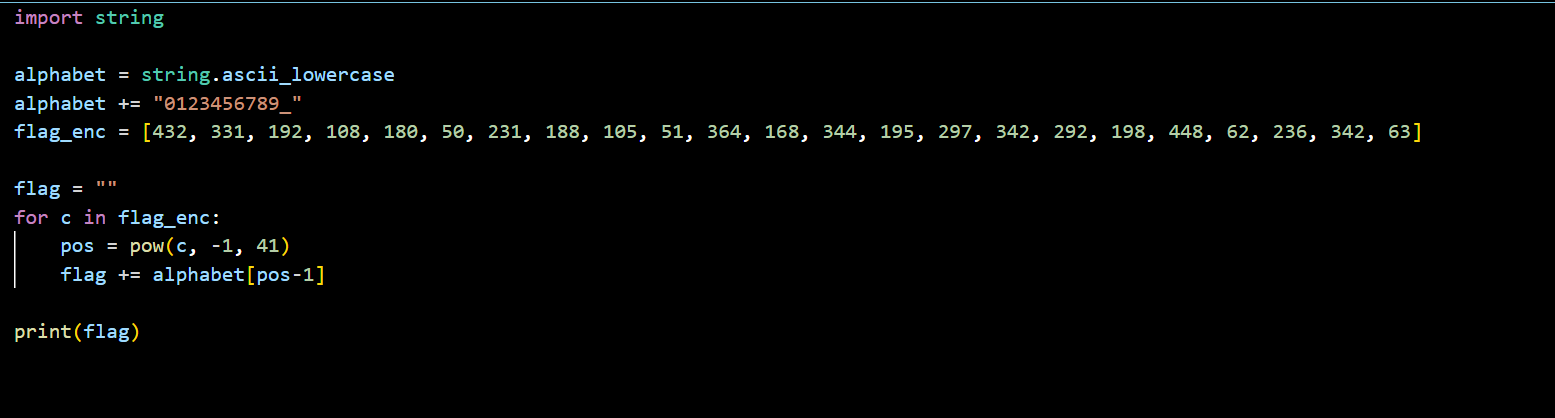 import string
alphabet = string.ascii_lowercase
alphabet += "0123456789_"
flag_enc = [432, 331, 192, 108, 180, 50, 231, 188, 105, 51, 364, 168, 344, 195, 297, 342, 292, 198, 448, 62, 236, 342, 63]
flag = ""
for c in flag_enc:
    pos = pow(c, -1, 41)
    flag += alphabet[pos-1]
print(flag)